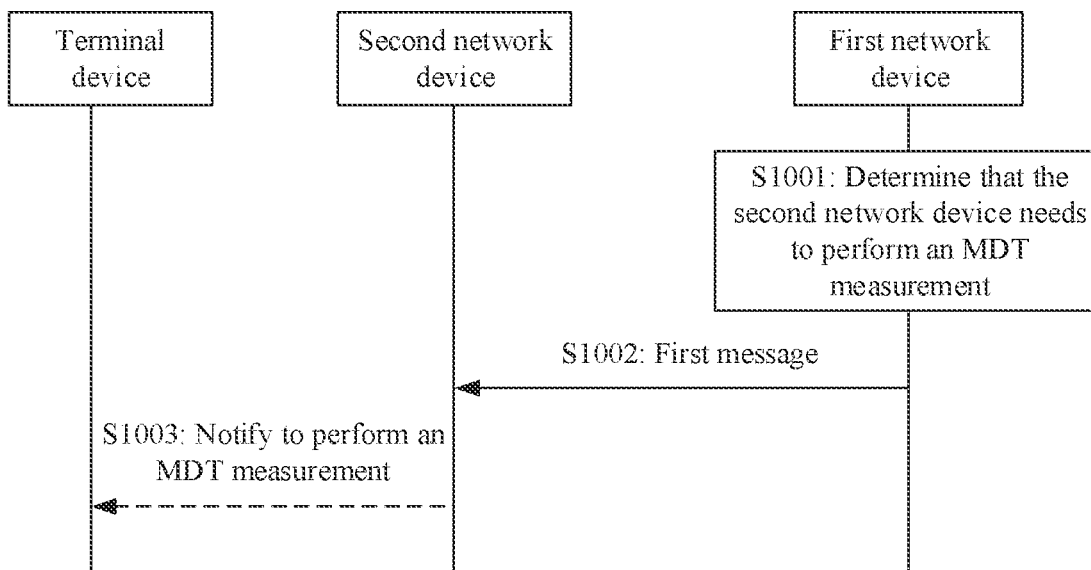 Terminal
device
Second network
device
First network
device
S1001: Determine that the
second network device needs
to perform an MDT
measurement
S1002: First message
S1003: Notify to perform an
MDT measurement